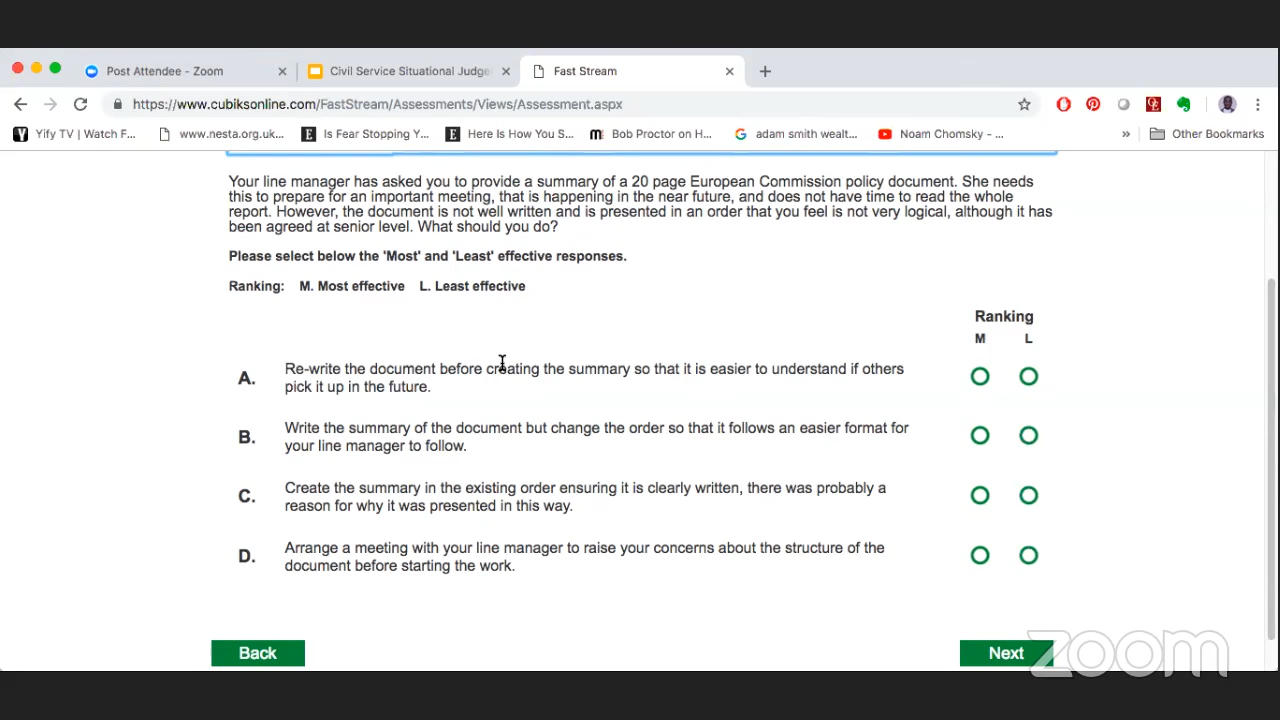 Post Attendee - Zoom
Civil Service Situational Judge
Fast Stream
https://www.cubiksonline.com/FastStream/Assessments/Views/Assessment.aspx
Yify TV | Watch F...
www.nesta.org.uk...
Is Fear Stopping Y...
Here Is How You S...
Bob Proctor on H...
adam smith wealt...
Noam Chomsky - ...
» Other Bookmarks
Your line manager has asked you to provide a summary of a 20 page European Commission policy document. She needs
this to prepare for an important meeting, that is happening in the near future, and does not have time to read the whole
report. However, the document is not well written and is presented in an order that you feel is not very logical, although it has
been agreed at senior level. What should you do?
Please select below the 'Most' and 'Least' effective responses.
Ranking: M. Most effective L. Least effective
Ranking
M L
A. Re-write the document before creating the summary so that it is easier to understand if others
pick it up in the future.
B. Write the summary of the document but change the order so that it follows an easier format for
your line manager to follow.
C. Create the summary in the existing order ensuring it is clearly written, there was probably a
reason for why it was presented in this way.
D. Arrange a meeting with your line manager to raise your concerns about the structure of the
document before starting the work.
Back
Next
zoom